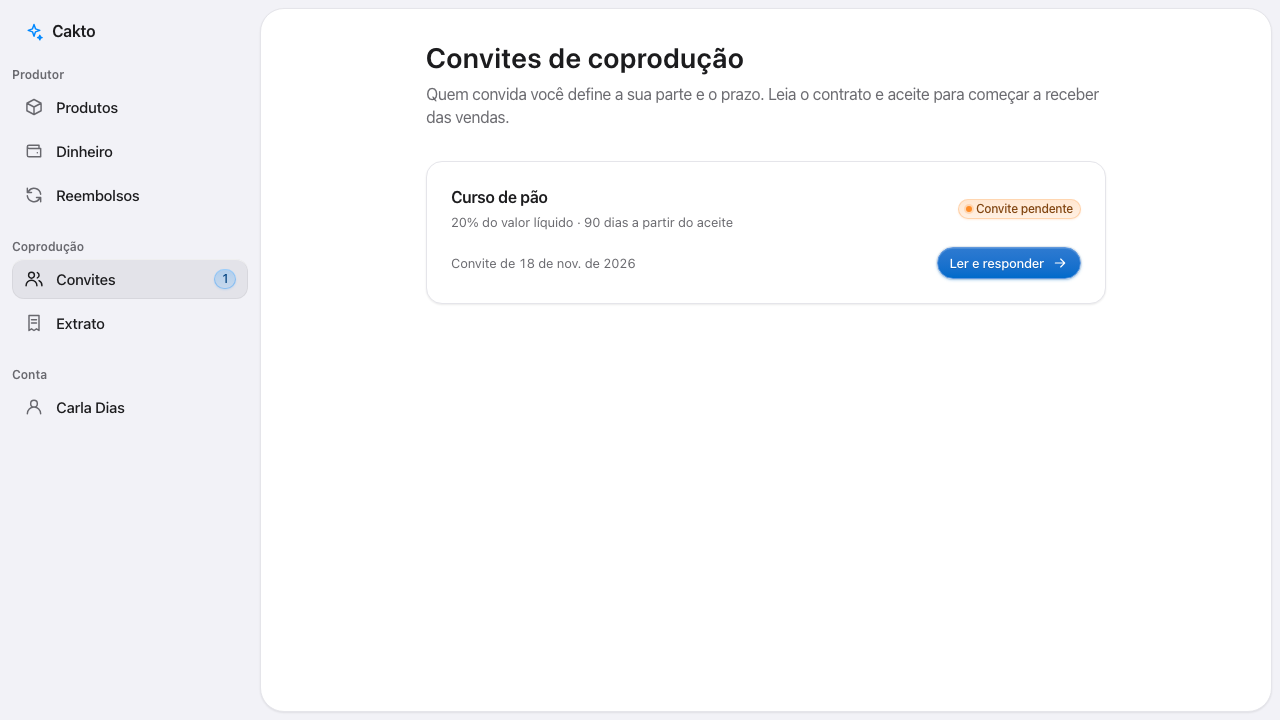 Cakto
Produtor
Produtos
Dinheiro
Reembolsos
Coprodução
Convites 1
Extrato
Conta
Carla Dias
Convites de coprodução
Quem convida você define a sua parte e o prazo. Leia o contrato e aceite para começar a receber
das vendas.
Curso de pão
20% do valor líquido · 90 dias a partir do aceite
Convite pendente
Convite de 18 de nov. de 2026
Ler e responder